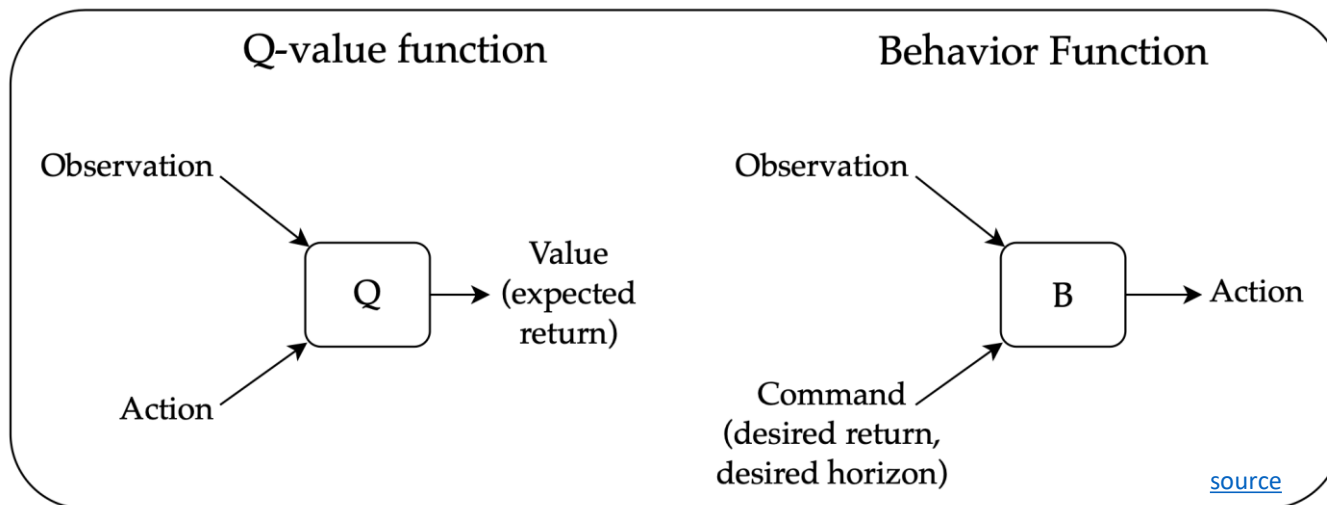 Q-value function
Observation
Q
Value
(expected
return)
Action
Behavior Function
Observation
B
Action
Command
(desired return,
desired horizon)
source